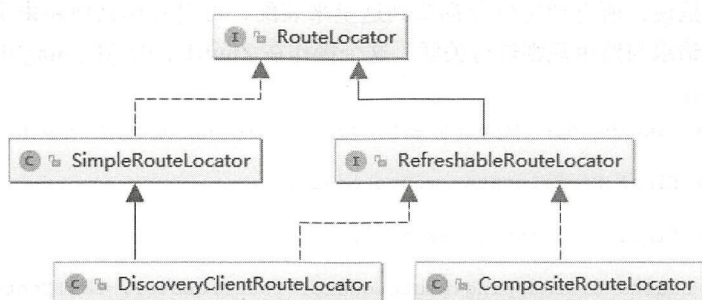 I RouteLocator
C SimpleRouteLocator
I RefreshableRouteLocator
C DiscoveryClientRouteLocator
C CompositeRouteLocator